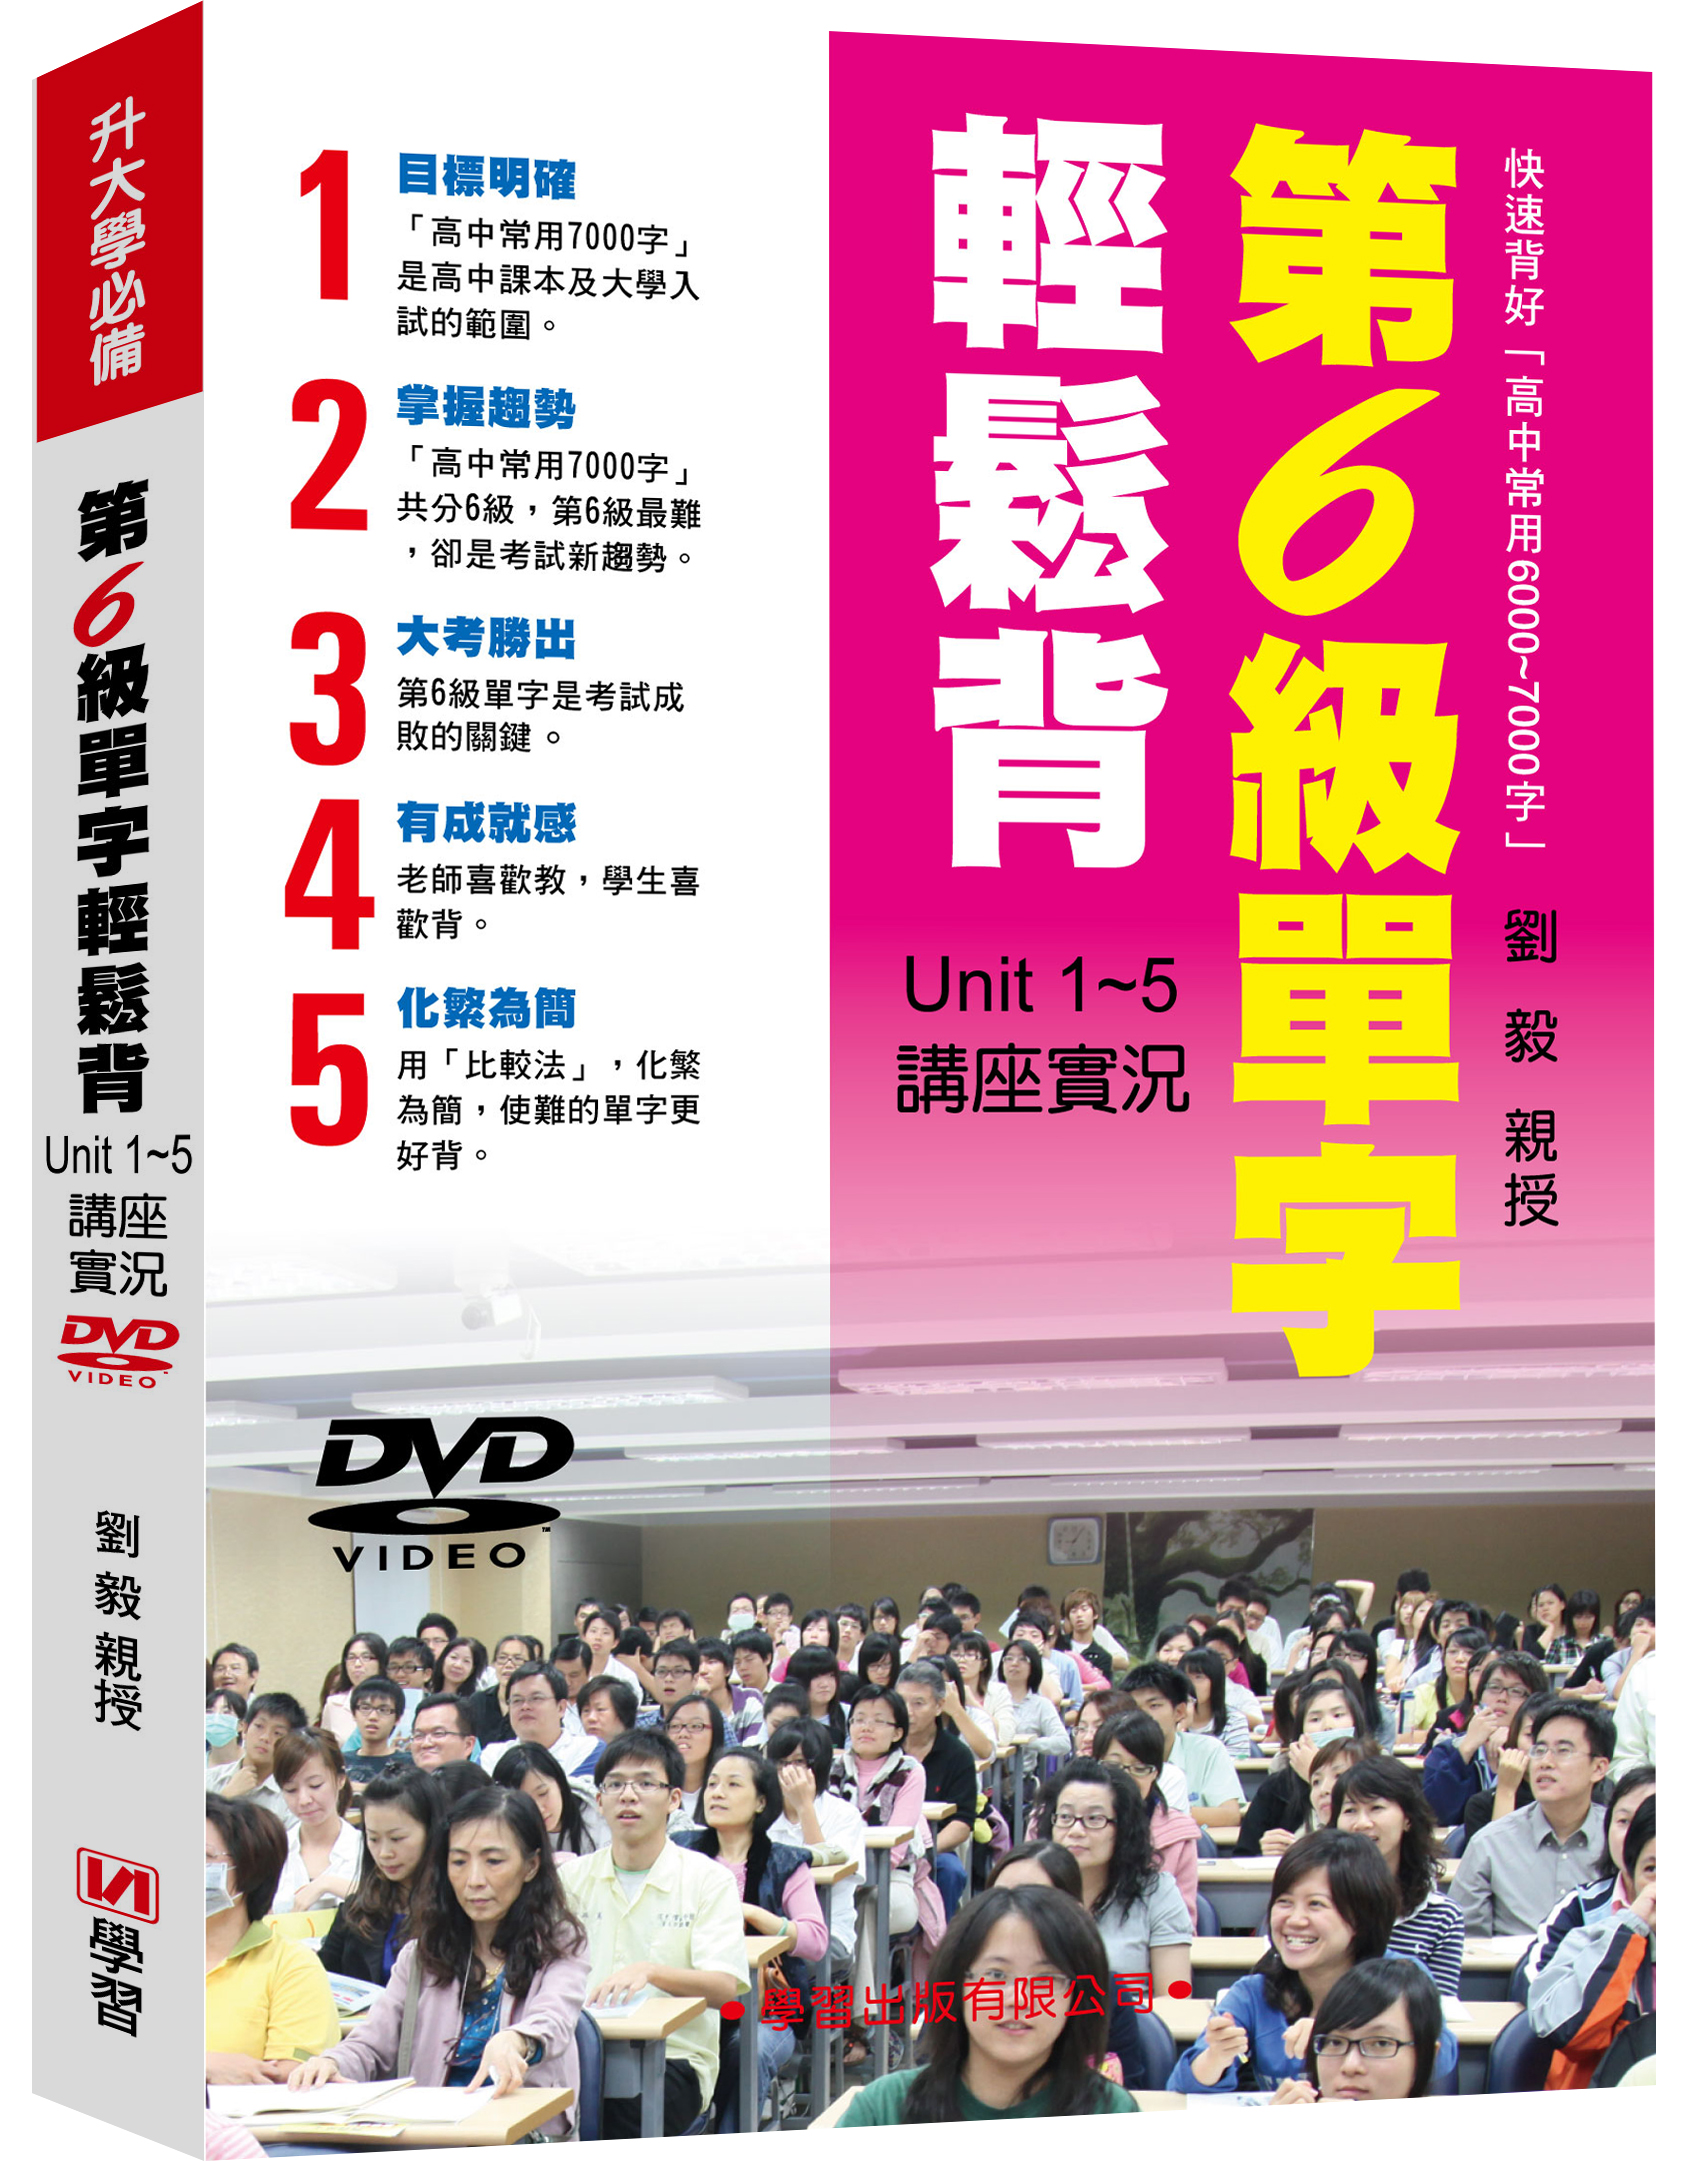 升大學必備
第6級單字輕鬆背
Unit 1~5
講座
實況
DVD
VIDEO
劉毅親授
學習
1
目標明確
「高中常用7000字」
是高中課本及大學入
試的範圍。
2
掌握趨勢
「高中常用7000字」
共分6級，第6級最難
，卻是考試新趨勢。
3
大考勝出
第6級單字是考試成
敗的關鍵。
4
有成就感
老師喜歡教，學生喜
歡背。
5
化繁為簡
用「比較法」，化繁
為簡，使難的單字更
好背。
DVD
VIDEO
快速背好「高中常用6000~7000字」 劉毅親授
第6級單字
輕鬆背
Unit 1~5
講座實況
•學習出版有限公司•